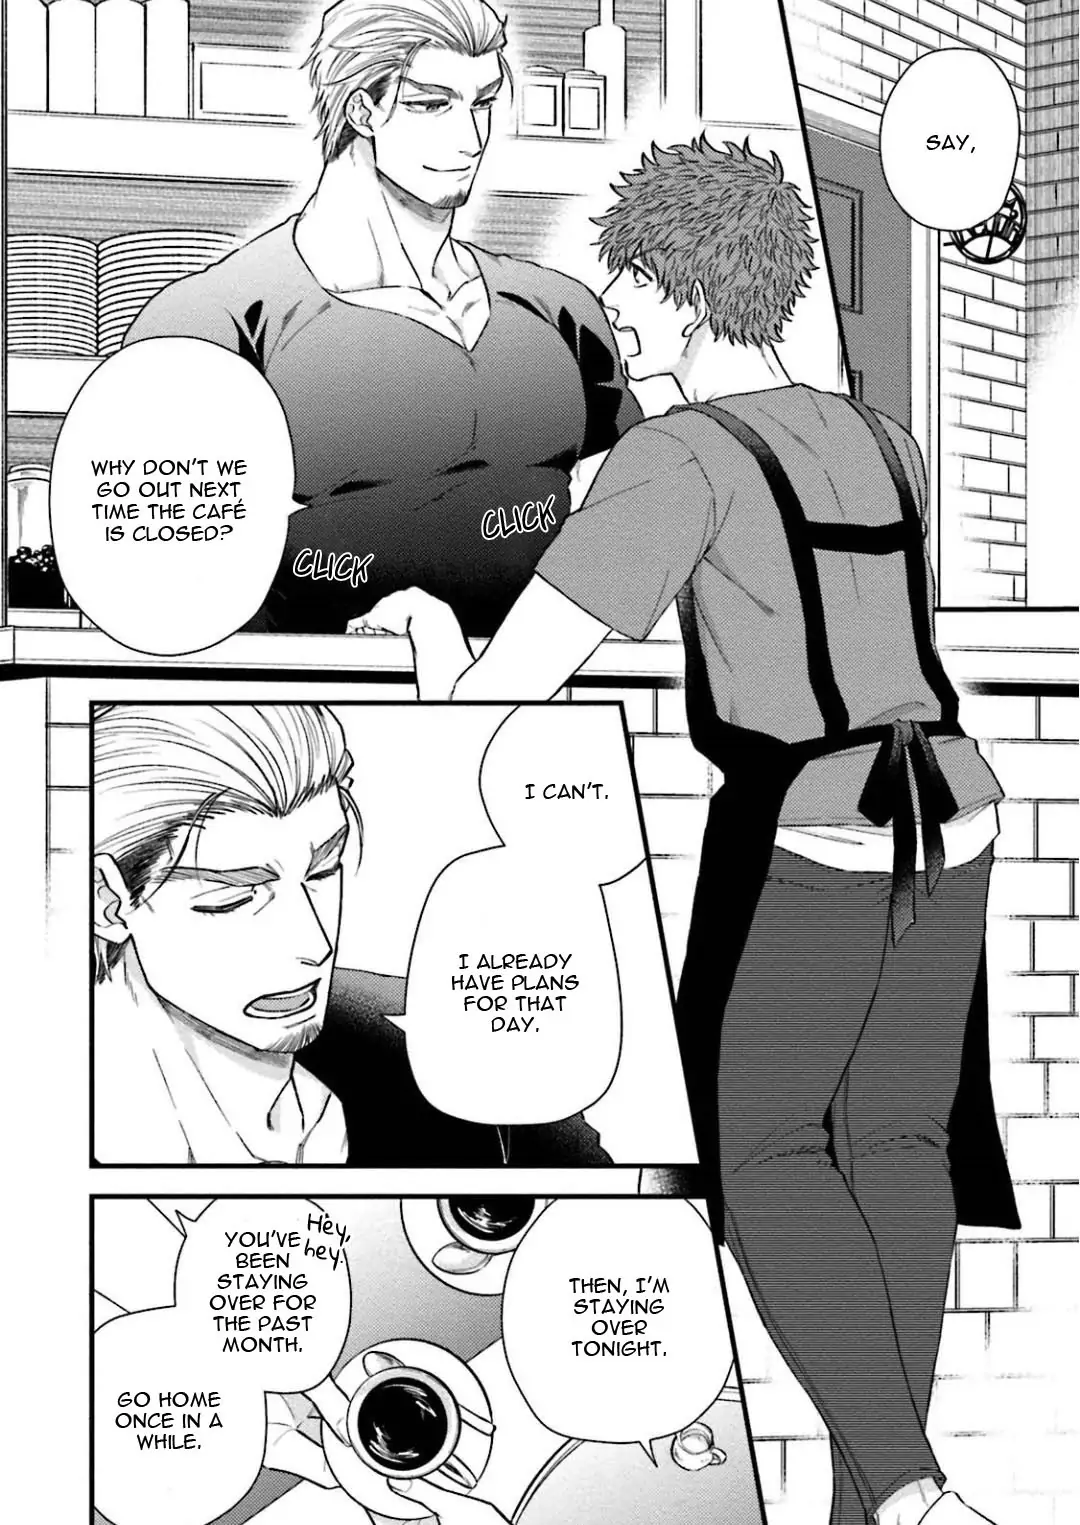 SAY,
WHY DON'T WE
GO OUT NEXT
TIME THE CAFÉ
IS CLOSED?
CLICK
CLICK
I CAN'T.
I ALREADY
HAVE PLANS
FOR THAT
DAY.
THEN, I'M
STAYING
OVER
TONIGHT.
Hey,
hey.
YOU'VE
BEEN
STAYING
OVER FOR
THE PAST
MONTH.
GO HOME
ONCE IN A
WHILE.